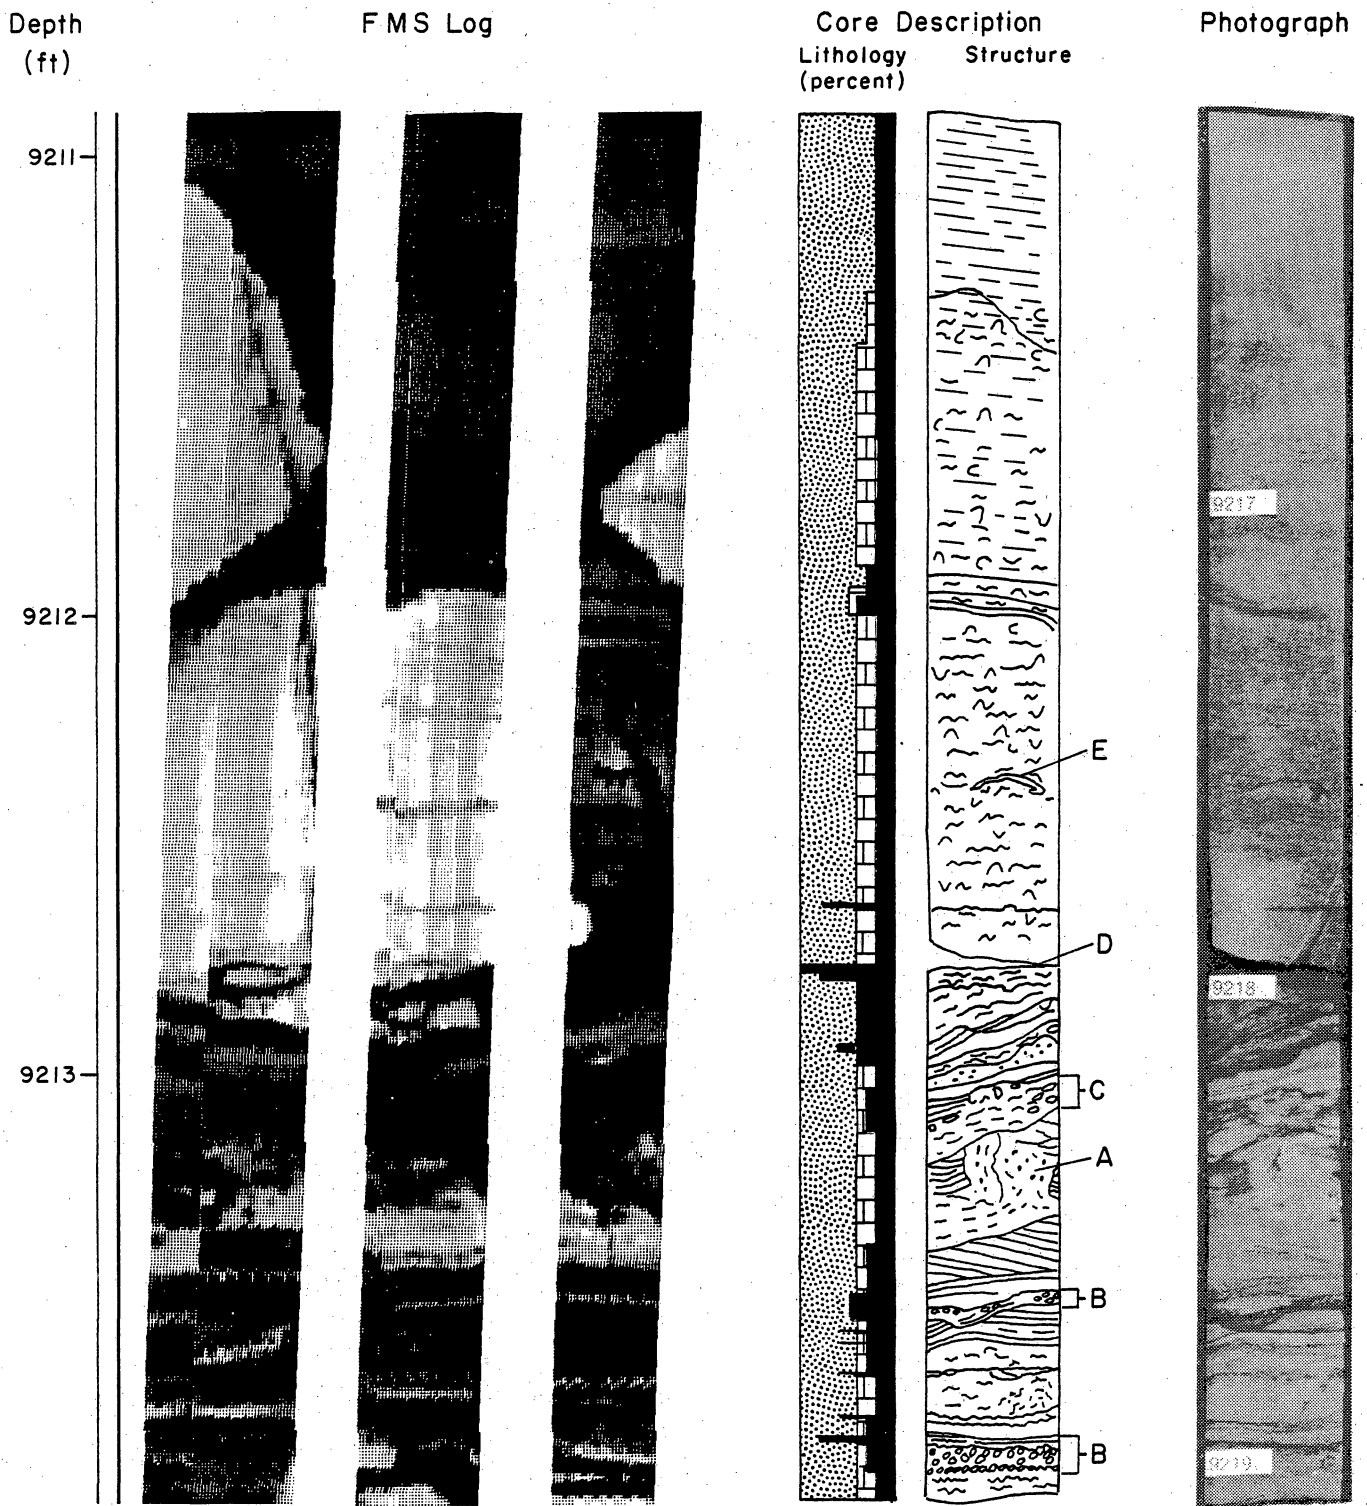 Depth
(ft)
FMS Log
Core Description
Lithology
(percent)
Structure
Photograph
9211
9217
9212
E
D
9218.
9213
C
A
B
B
9219.